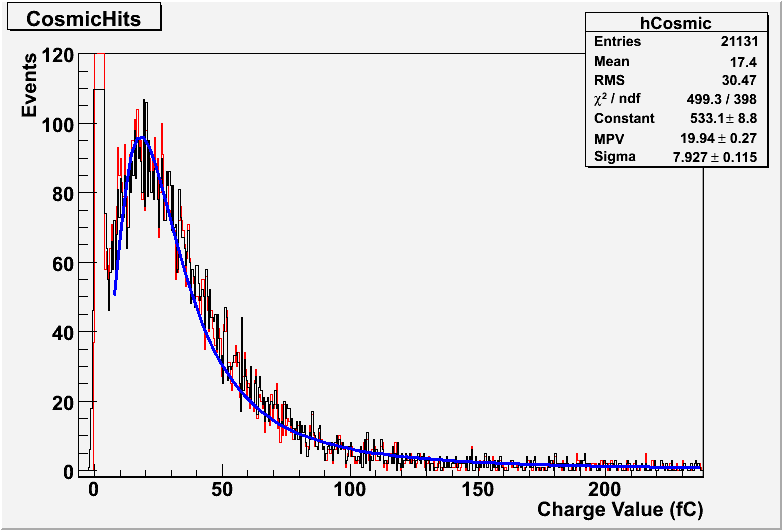 CosmicHits
hCosmic
Entries 21131
Mean 17.4
RMS 30.47
χ² / ndf 499.3 / 398
Constant 533.1 ± 8.8
MPV 19.94 ± 0.27
Sigma 7.927 ± 0.115
Events
120
100
80
60
40
20
0
0 50 100 150 200
Charge Value (fC)